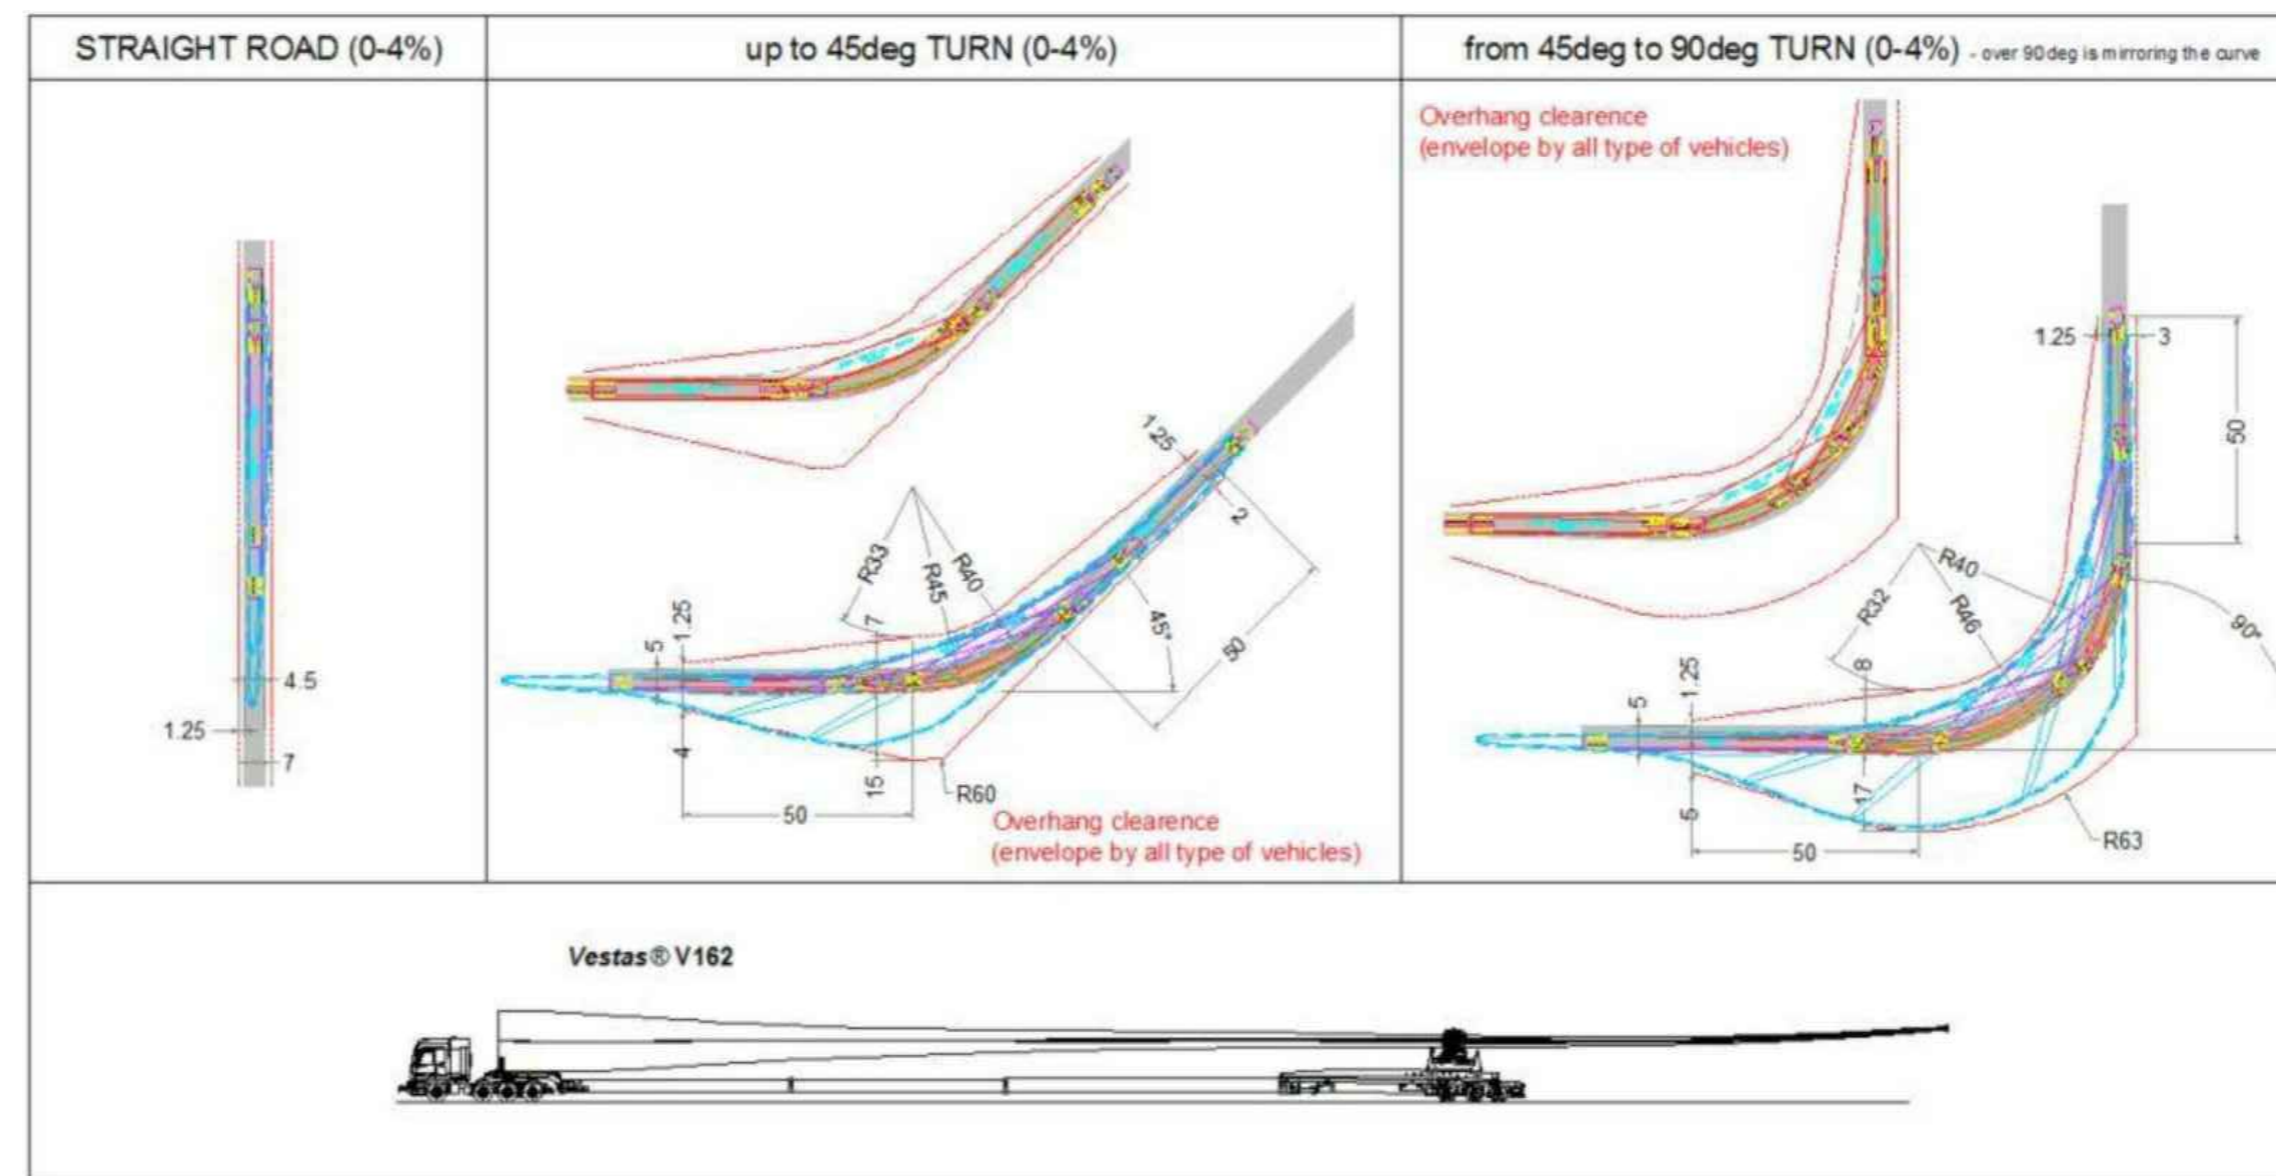 STRAIGHT ROAD (0-4%)
up to 45deg TURN (0-4%)
from 45deg to 90deg TURN (0-4%) - over 90deg is mirroring the curve
4.5
1.25
7
1.25
2
R33
R45
R40
5
1.25
7
45°
50
4
15
50
R60
Overhang clearence
(envelope by all type of vehicles)
Overhang clearence
(envelope by all type of vehicles)
1.25
3
50
R40
R32
R46
90°
5
1.25
8
17
50
R63
Vestas® V162